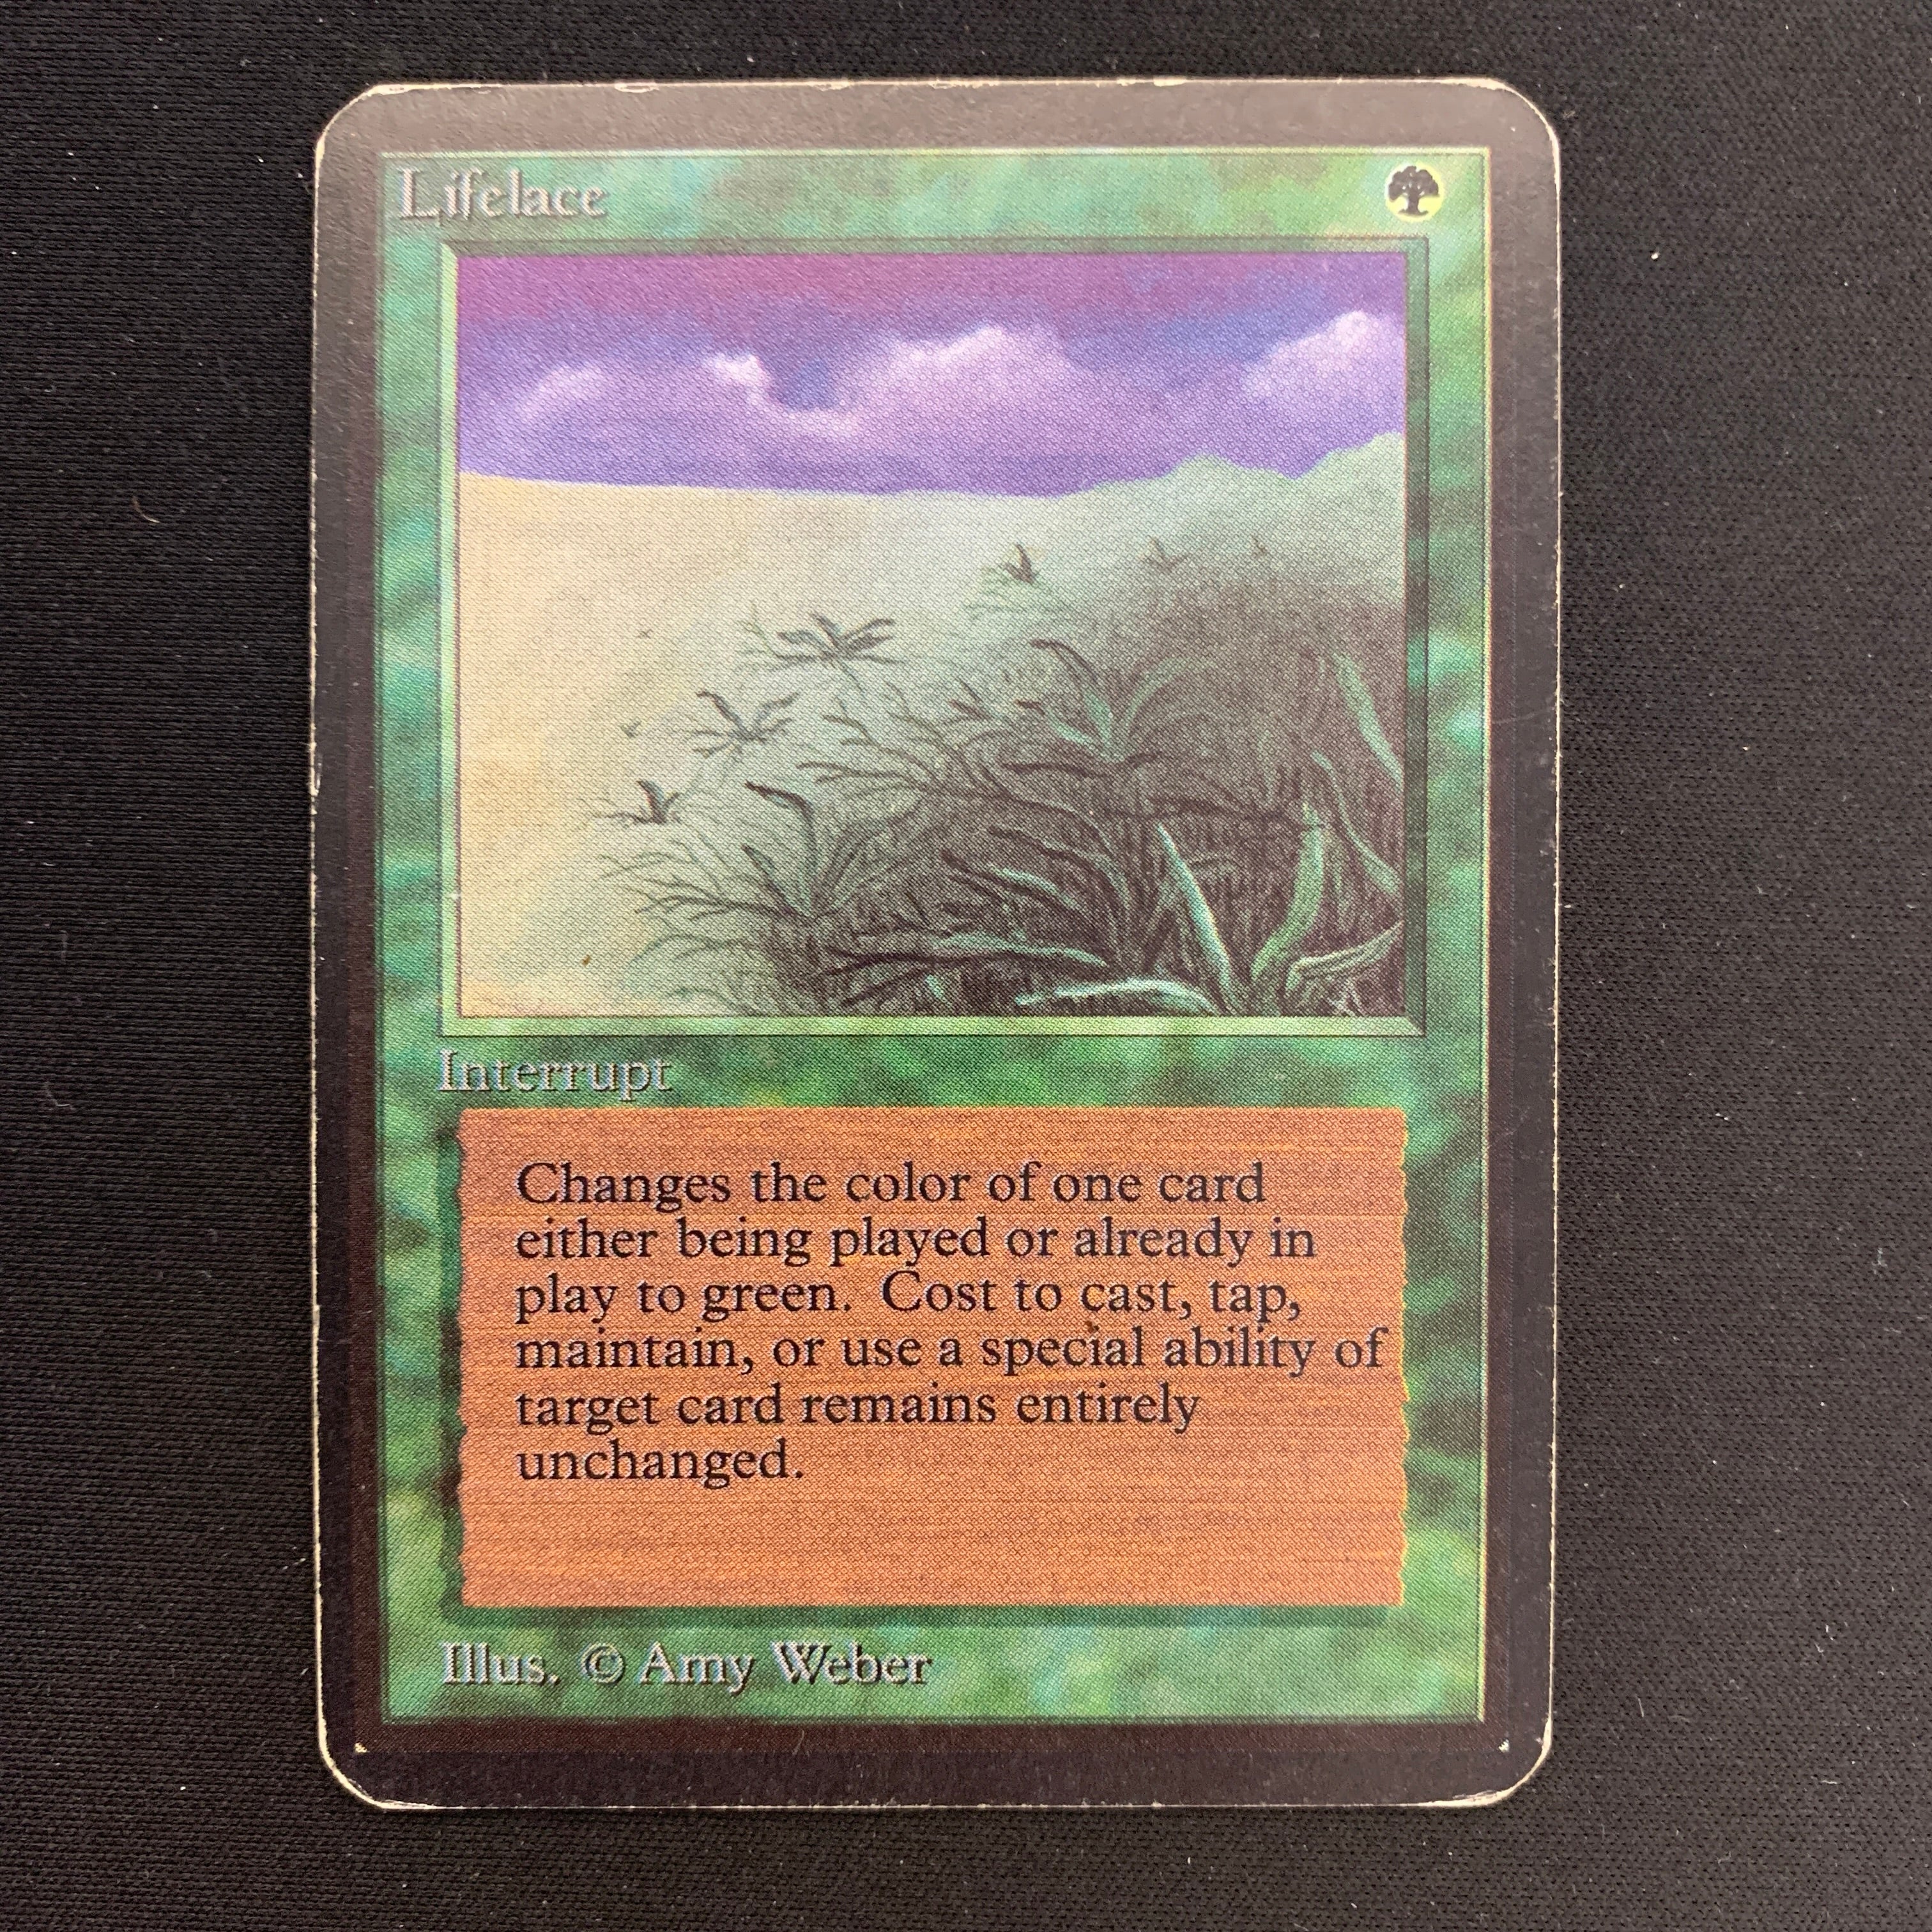 Lifelace
Interrupt
Changes the color of one card
either being played or already in
play to green. Cost to cast, tap,
maintain, or use a special ability of
target card remains entirely
unchanged.
Illus. © Amy Weber